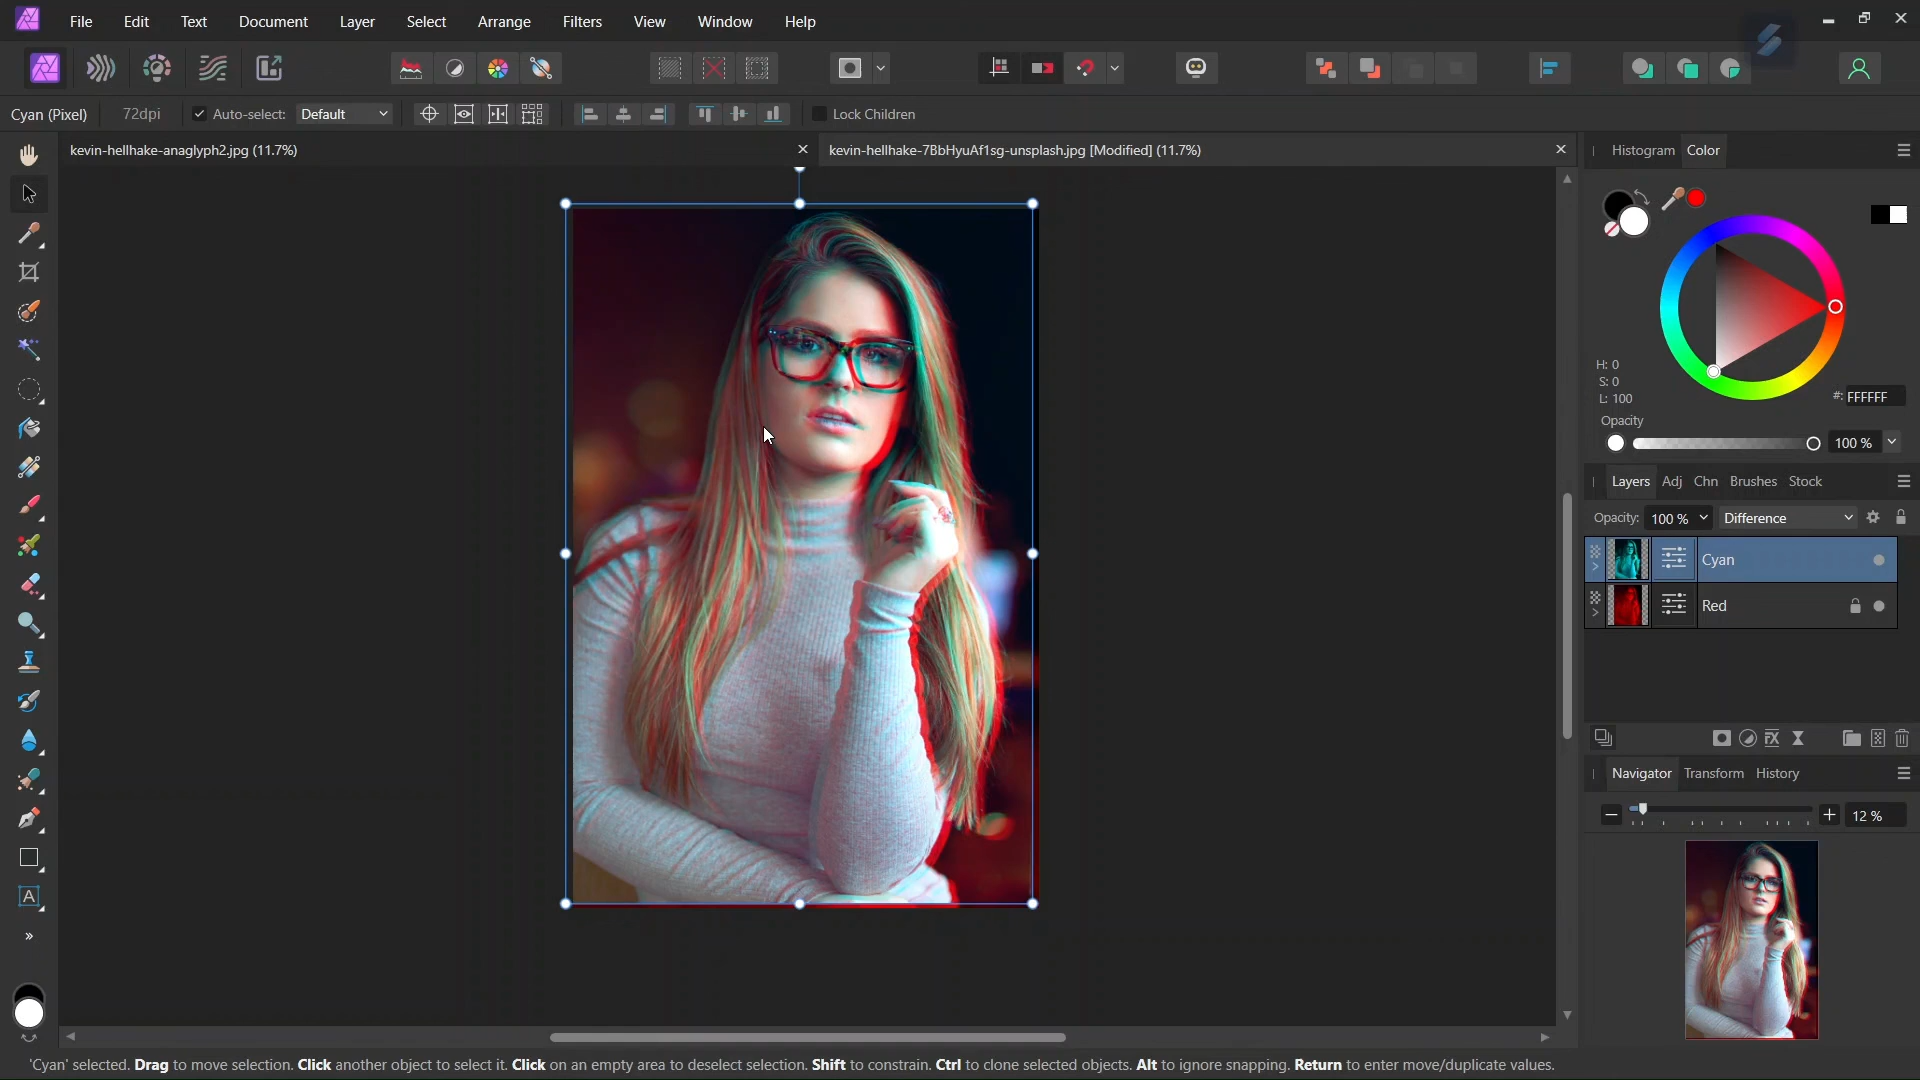 File Edit Text Document Layer Select Arrange Filters View Window Help
Cyan (Pixel) 72dpi Auto-select: Default Lock Children
kevin-hellhake-anaglyph2.jpg (11.7%) kevin-hellhake-7BbHyuAf1sg-unsplash.jpg [Modified] (11.7%)
Histogram Color
H: 0
S: 0
L: 100
#: FFFFFF
Opacity
100 %
Layers Adj Chn Brushes Stock
Opacity: 100 % Difference
Cyan
Red
Navigator Transform History
12 %
A
'Cyan' selected. Drag to move selection. Click another object to select it. Click on an empty area to deselect selection. Shift to constrain. Ctrl to clone selected objects. Alt to ignore snapping. Return to enter move/duplicate values.